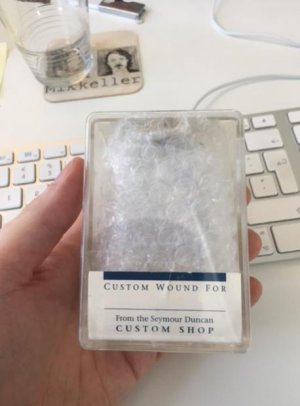 Mikkeller
CUSTOM WOUND FOR
From the Seymour Duncan
CUSTOM SHOP